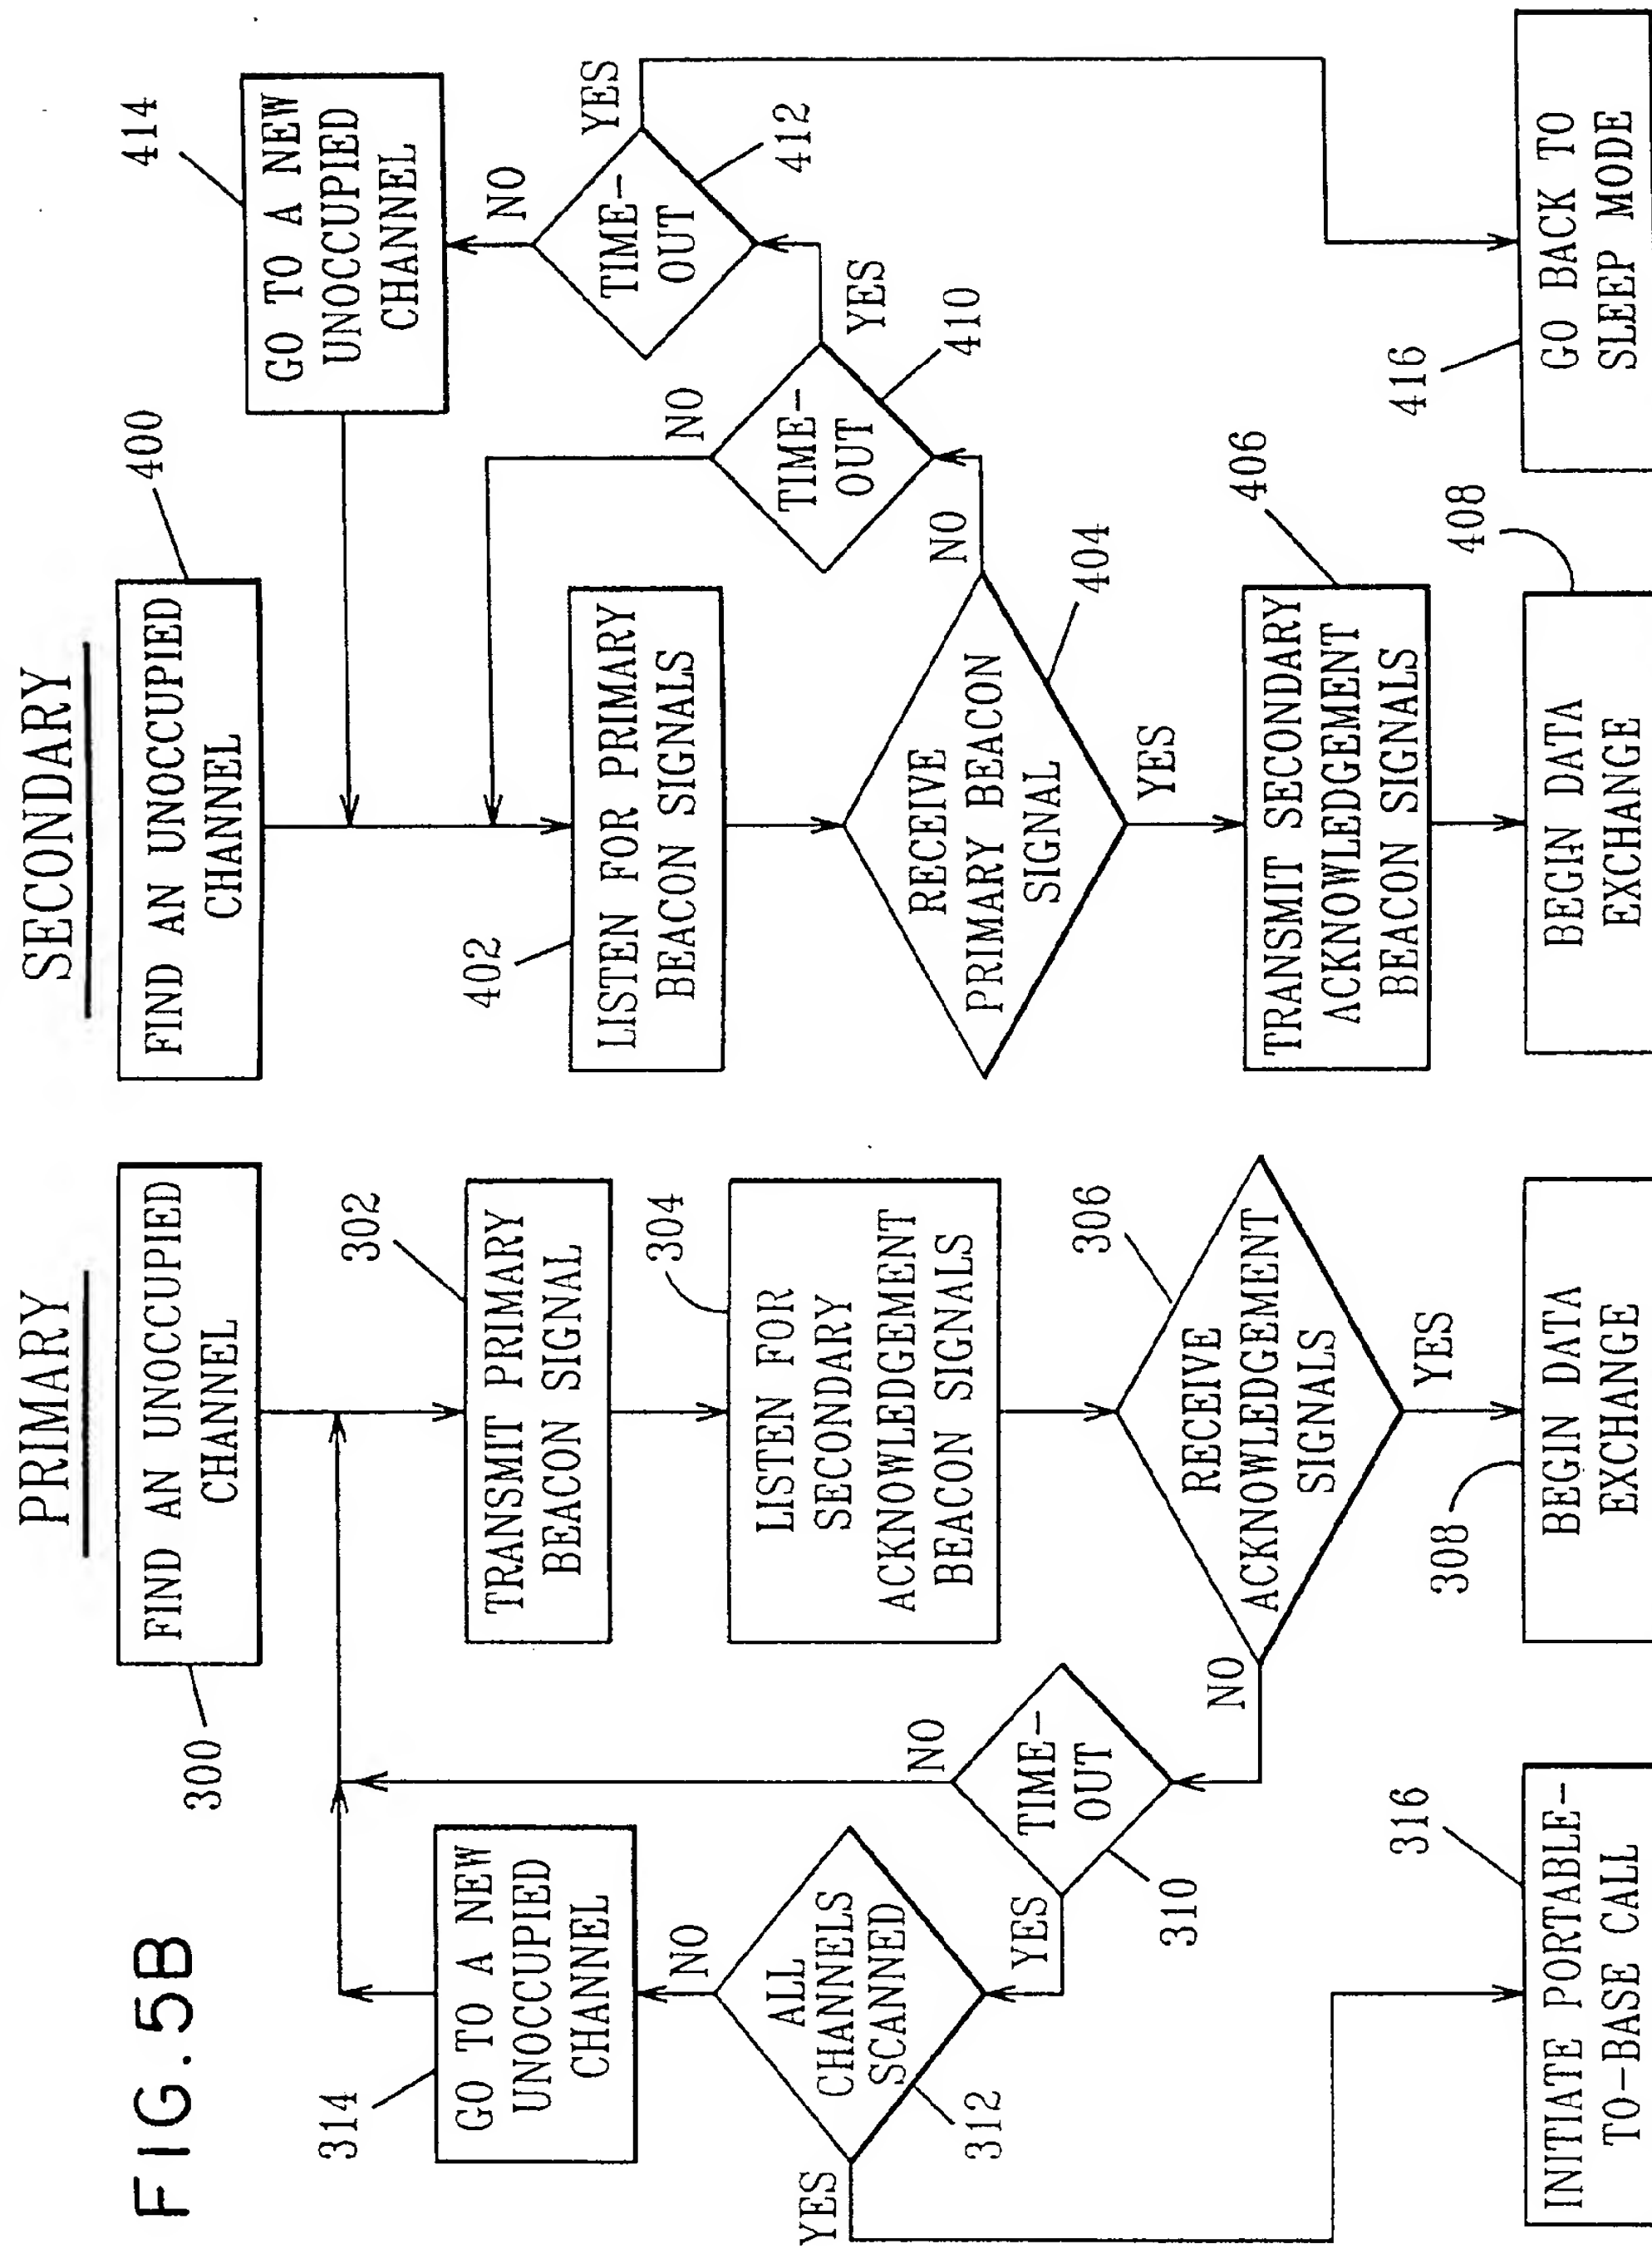 FIG. 5B
PRIMARY
FIND AN UNOCCUPIED
CHANNEL
300
302
TRANSMIT PRIMARY
BEACON SIGNAL
304
LISTEN FOR
SECONDARY
ACKNOWLEDGEMENT
BEACON SIGNALS
306
RECEIVE
ACKNOWLEDGEMENT
SIGNALS
YES
NO
308
BEGIN DATA
EXCHANGE
TIME-
OUT
310
NO
YES
ALL
CHANNELS
SCANNED
312
NO
YES
314
GO TO A NEW
UNOCCUPIED
CHANNEL
316
INITIATE PORTABLE-
TO-BASE CALL
SECONDARY
400
FIND AN UNOCCUPIED
CHANNEL
402
LISTEN FOR PRIMARY
BEACON SIGNALS
404
RECEIVE
PRIMARY BEACON
SIGNAL
NO
YES
406
TRANSMIT SECONDARY
ACKNOWLEDGEMENT
BEACON SIGNALS
408
BEGIN DATA
EXCHANGE
TIME-
OUT
410
NO
YES
TIME-
OUT
412
NO
YES
414
GO TO A NEW
UNOCCUPIED
CHANNEL
416
GO BACK TO
SLEEP MODE